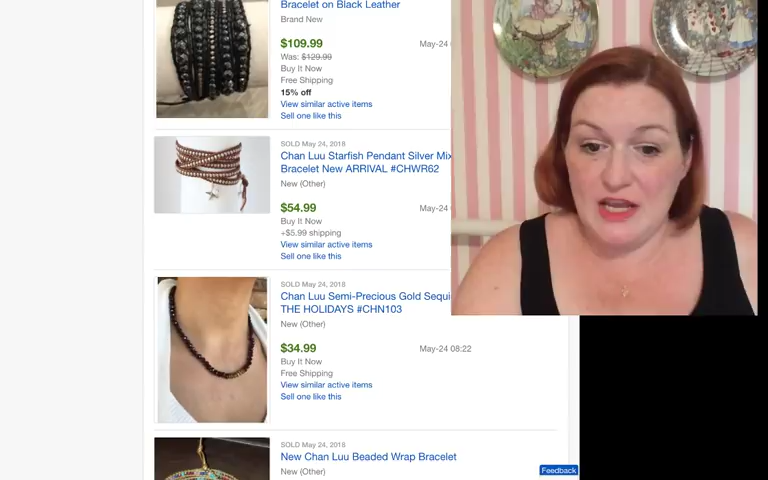 Bracelet on Black Leather
Brand New
$109.99 May-24
Was: $129.99
Buy It Now
Free Shipping
15% off
View similar active items
Sell one like this
SOLD May 24, 2018
Chan Luu Starfish Pendant Silver Mix
Bracelet New ARRIVAL #CHWR62
New (Other)
$54.99 May-24
Buy It Now
+$5.99 shipping
View similar active items
Sell one like this
SOLD May 24, 2018
Chan Luu Semi-Precious Gold Sequi
THE HOLIDAYS #CHN103
New (Other)
$34.99 May-24 08:22
Buy It Now
Free Shipping
View similar active items
Sell one like this
SOLD May 24, 2018
New Chan Luu Beaded Wrap Bracelet
New (Other)
Feedback